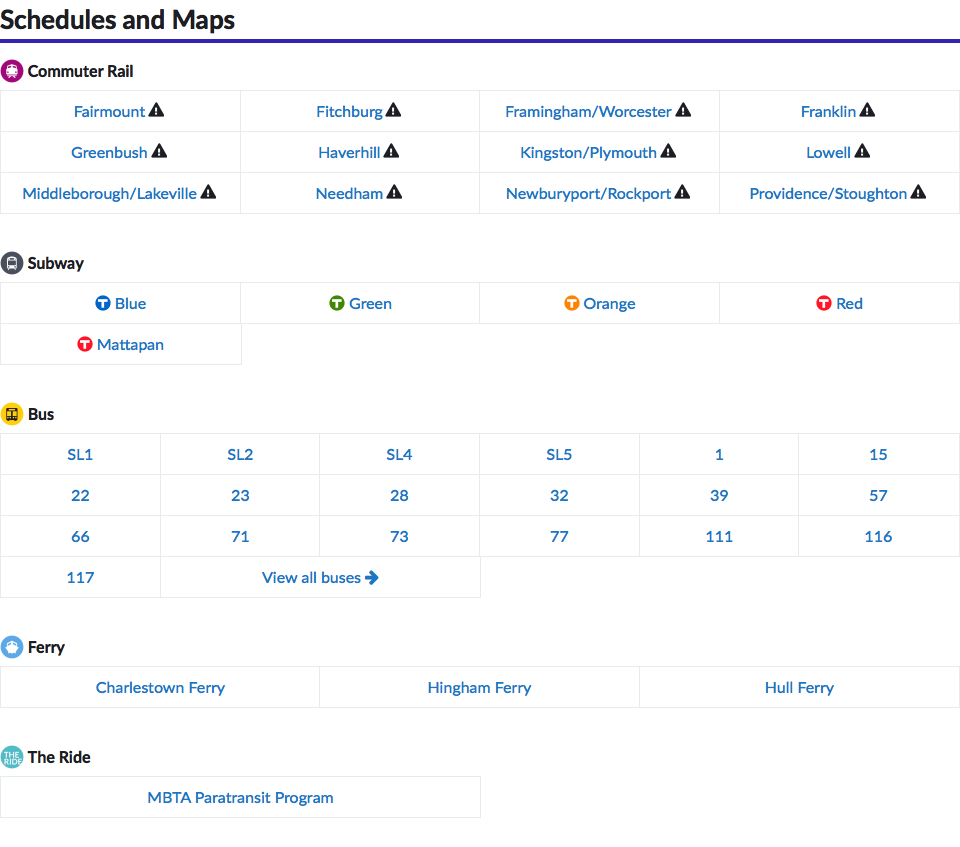 Schedules and Maps
Commuter Rail
Fairmount Fitchburg Framingham/Worcester Franklin
Greenbush Haverhill Kingston/Plymouth Lowell
Middleborough/Lakeville Needham Newburyport/Rockport Providence/Stoughton
Subway
T Blue T Green T Orange T Red
T Mattapan
Bus
SL1 SL2 SL4 SL5 1 15
22 23 28 32 39 57
66 71 73 77 111 116
117 View all buses
Ferry
Charlestown Ferry Hingham Ferry Hull Ferry
THE RIDE The Ride
MBTA Paratransit Program